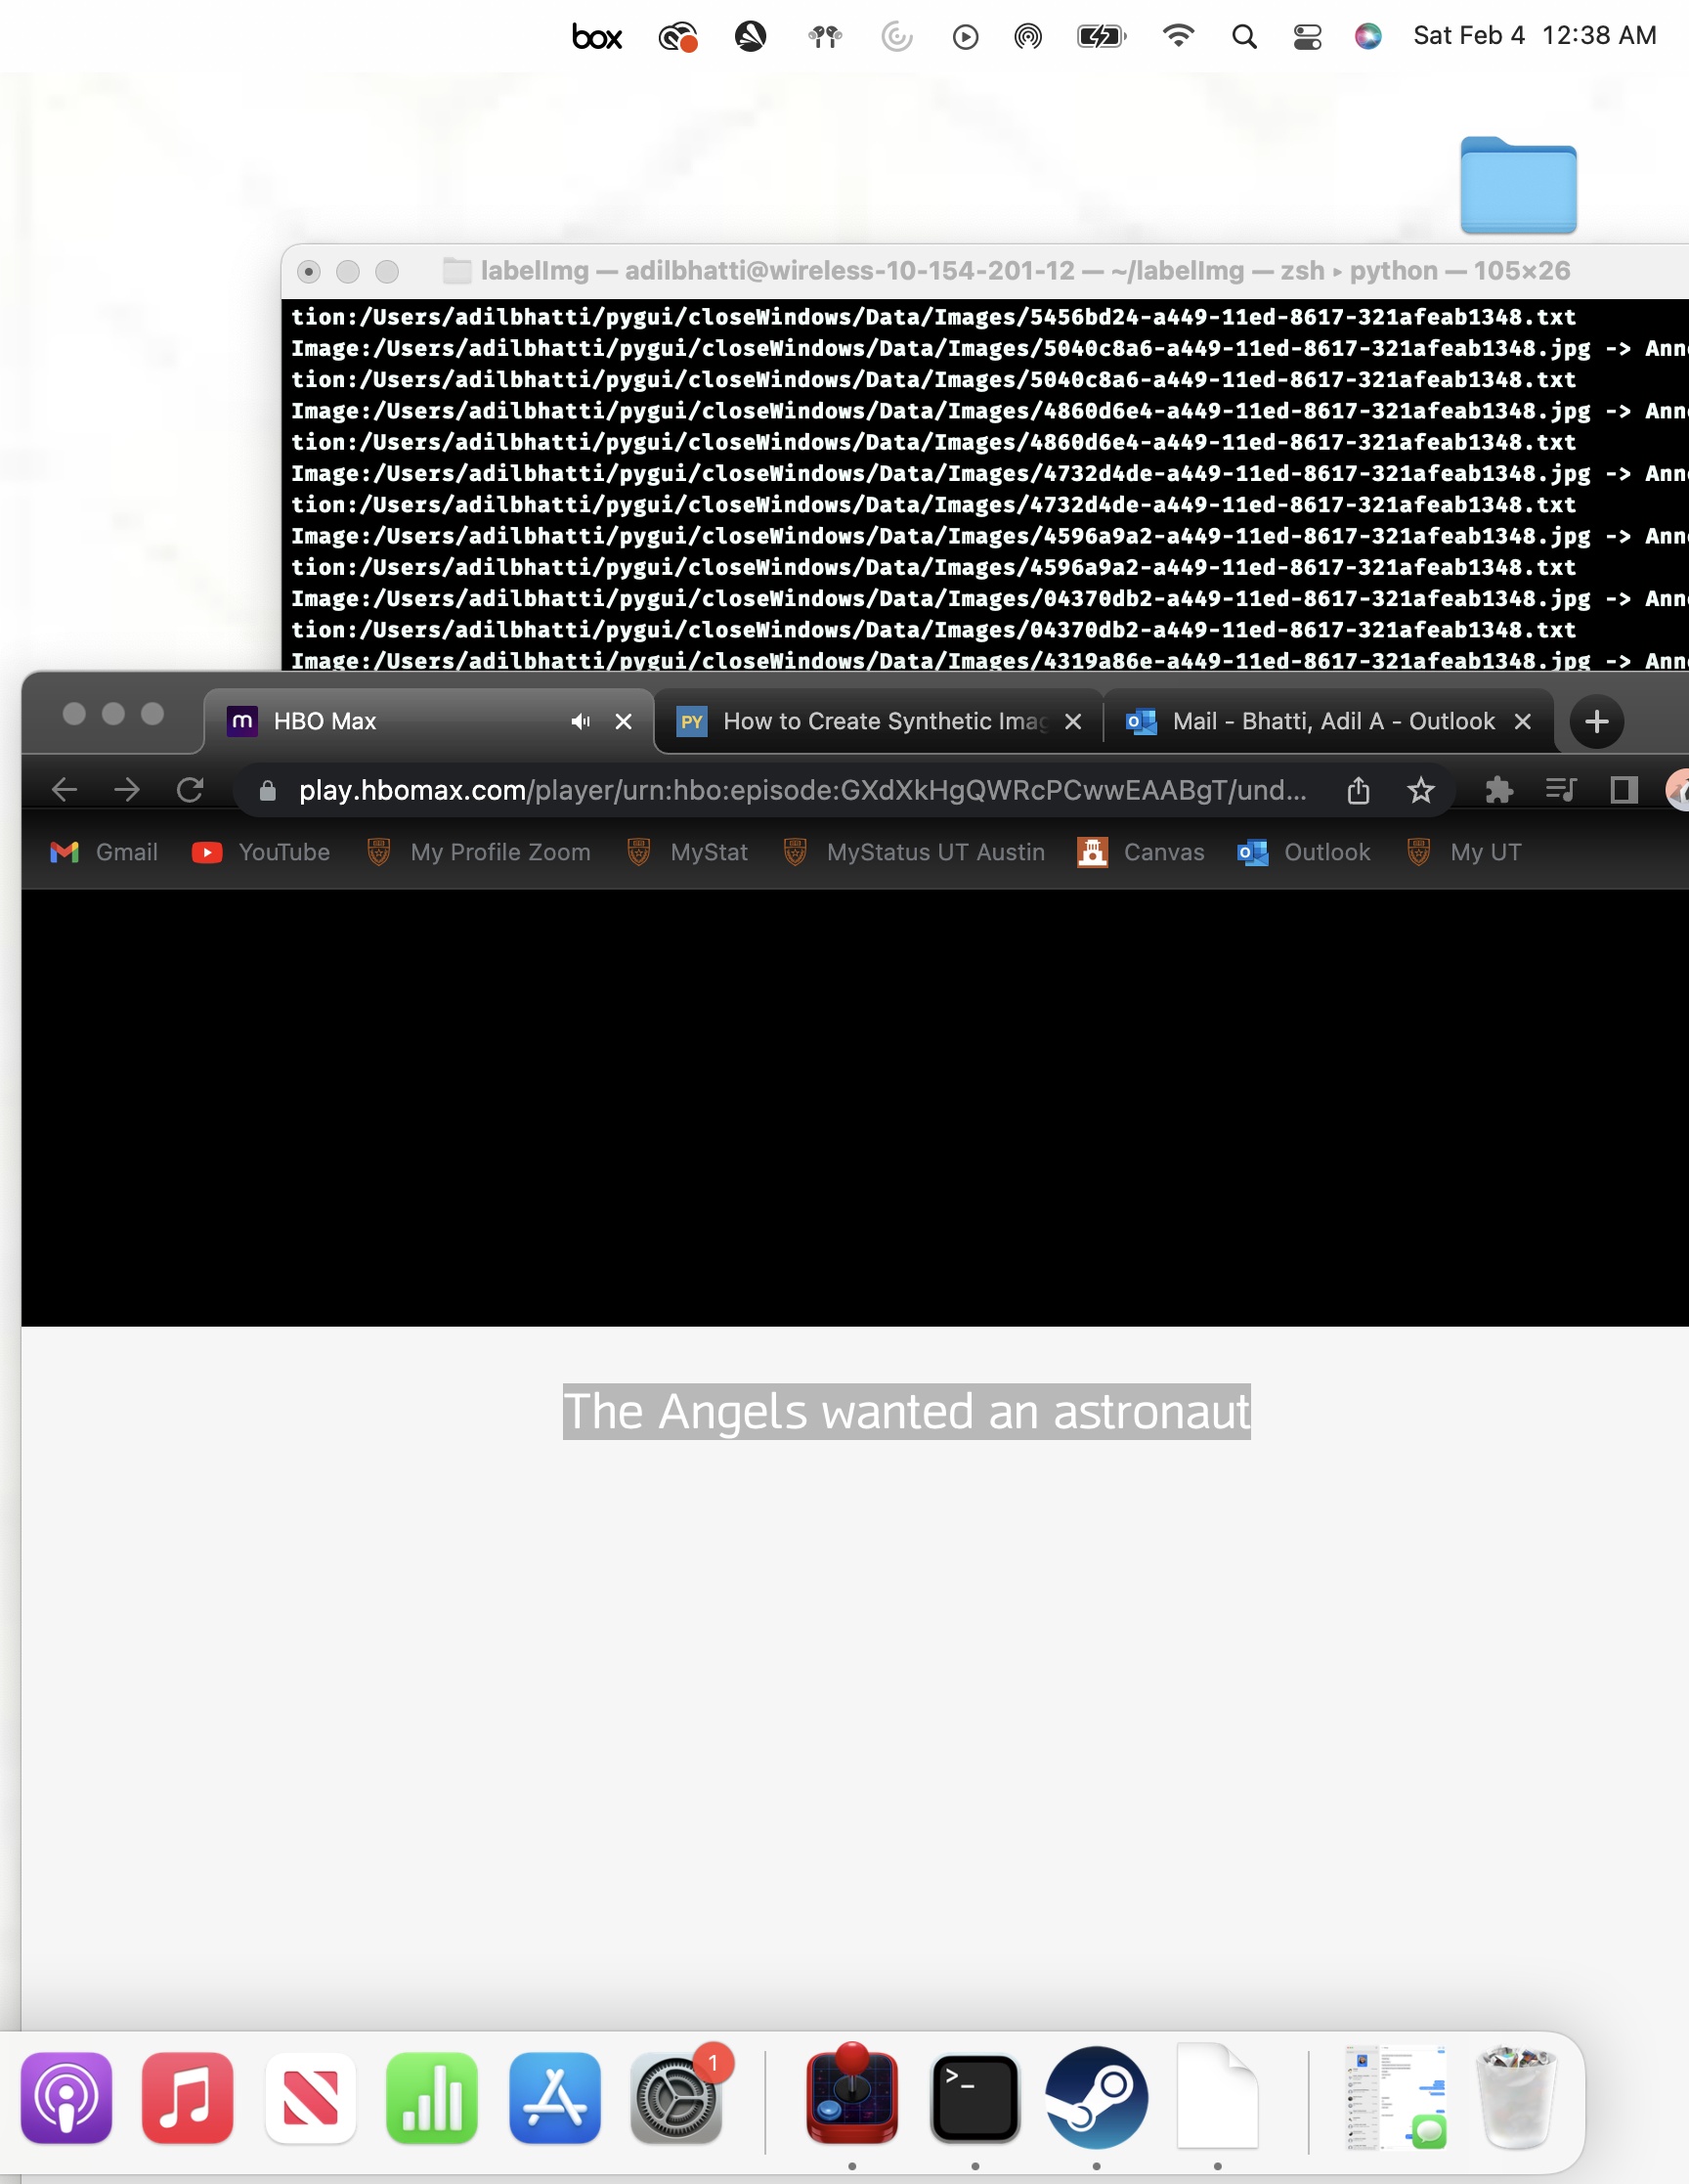 box Sat Feb 4 12:38 AM
labelImg — adilbhatti@wireless-10-154-201-12 — ~/labelImg — zsh ▸ python — 105×26
tion:/Users/adilbhatti/pygui/closeWindows/Data/Images/5456bd24-a449-11ed-8617-321afeab1348.txt
Image:/Users/adilbhatti/pygui/closeWindows/Data/Images/5040c8a6-a449-11ed-8617-321afeab1348.jpg -> Ann
tion:/Users/adilbhatti/pygui/closeWindows/Data/Images/5040c8a6-a449-11ed-8617-321afeab1348.txt
Image:/Users/adilbhatti/pygui/closeWindows/Data/Images/4860d6e4-a449-11ed-8617-321afeab1348.jpg -> Ann
tion:/Users/adilbhatti/pygui/closeWindows/Data/Images/4860d6e4-a449-11ed-8617-321afeab1348.txt
Image:/Users/adilbhatti/pygui/closeWindows/Data/Images/4732d4de-a449-11ed-8617-321afeab1348.jpg -> Ann
tion:/Users/adilbhatti/pygui/closeWindows/Data/Images/4732d4de-a449-11ed-8617-321afeab1348.txt
Image:/Users/adilbhatti/pygui/closeWindows/Data/Images/4596a9a2-a449-11ed-8617-321afeab1348.jpg -> Ann
tion:/Users/adilbhatti/pygui/closeWindows/Data/Images/4596a9a2-a449-11ed-8617-321afeab1348.txt
Image:/Users/adilbhatti/pygui/closeWindows/Data/Images/04370db2-a449-11ed-8617-321afeab1348.jpg -> Ann
tion:/Users/adilbhatti/pygui/closeWindows/Data/Images/04370db2-a449-11ed-8617-321afeab1348.txt
Image:/Users/adilbhatti/pygui/closeWindows/Data/Images/4319a86e-a449-11ed-8617-321afeab1348.jpg -> Ann
HBO Max PY How to Create Synthetic Imag Mail - Bhatti, Adil A - Outlook
play.hbomax.com/player/urn:hbo:episode:GXdXkHgQWRcPCwwEAABgT/und...
Gmail YouTube My Profile Zoom MyStat MyStatus UT Austin Canvas Outlook My UT
The Angels wanted an astronaut
1